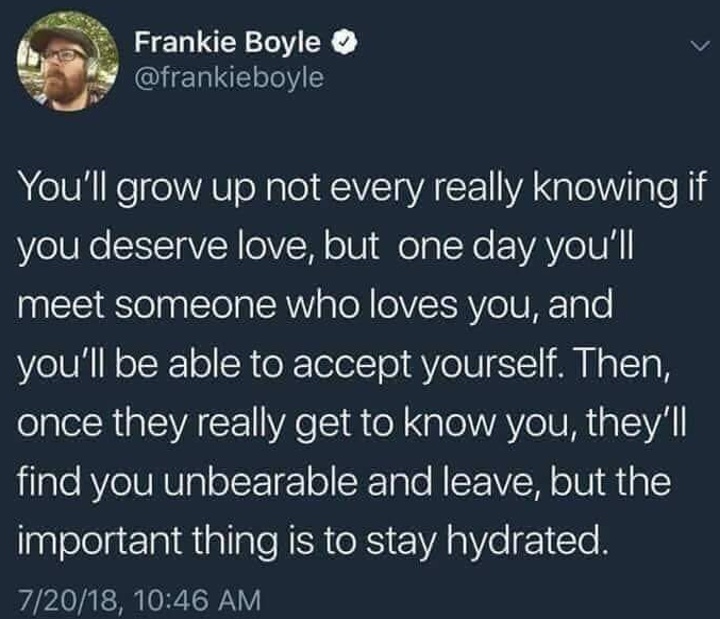 Frankie Boyle
@frankieboyle
You'll grow up not every really knowing if
you deserve love, but  one day you'll
meet someone who loves you, and
you'll be able to accept yourself. Then,
once they really get to know you, they'll
find you unbearable and leave, but the
important thing is to stay hydrated.
7/20/18, 10:46 AM